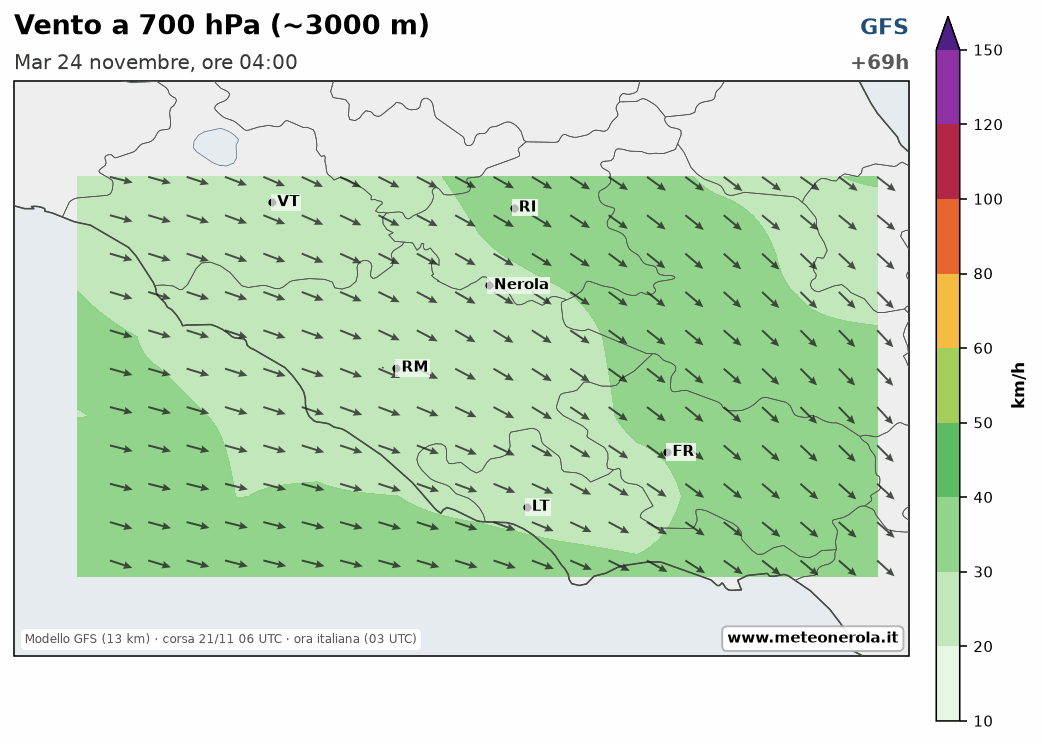 Vento a 700 hPa (~3000 m)
GFS
Mar 24 novembre, ore 04:00
+69h
VT
RI
Nerola
RM
FR
LT
Modello GFS (13 km) · corsa 21/11 06 UTC · ora italiana (03 UTC)
www.meteonerola.it
150
120
100
80
60
50
40
30
20
10
km/h